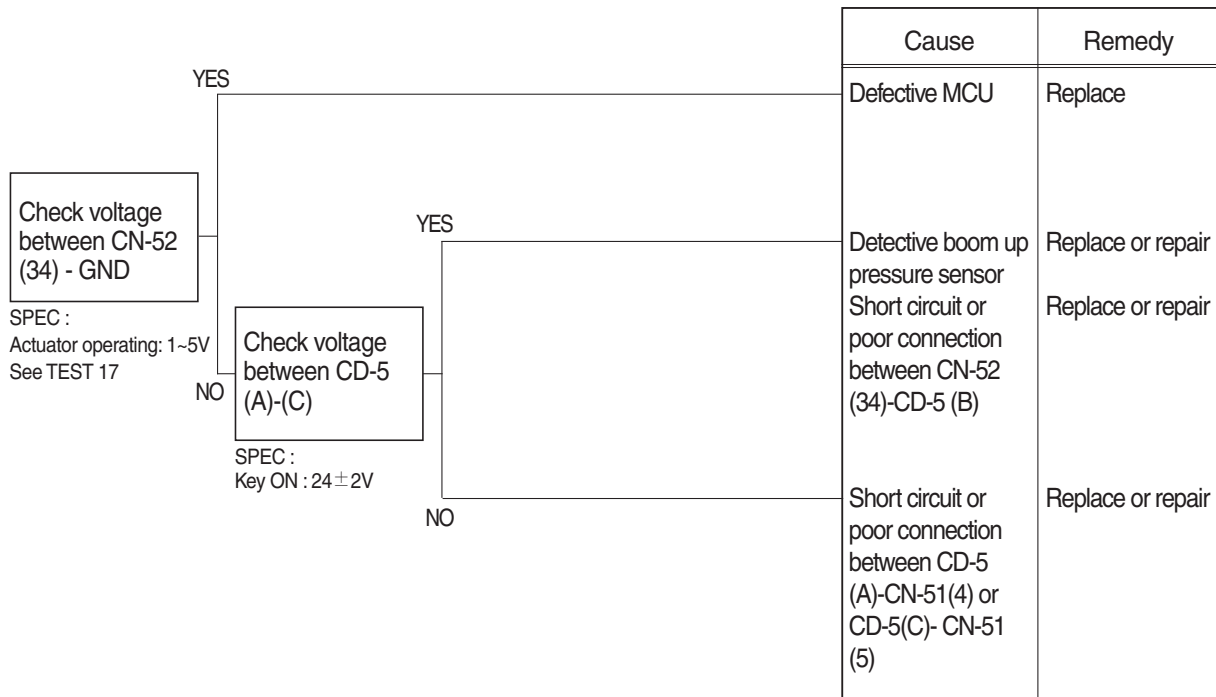 Cause
Remedy
YES
Defective MCU
Replace
Check voltage
between CN-52
(34) - GND
SPEC :
Actuator operating: 1~5V
See TEST 17
NO
YES
Detective boom up
pressure sensor
Replace or repair
Short circuit or
poor connection
between CN-52
(34)-CD-5 (B)
Replace or repair
Check voltage
between CD-5
(A)-(C)
SPEC :
Key ON : 24±2V
NO
Short circuit or
poor connection
between CD-5
(A)-CN-51(4) or
CD-5(C)- CN-51
(5)
Replace or repair